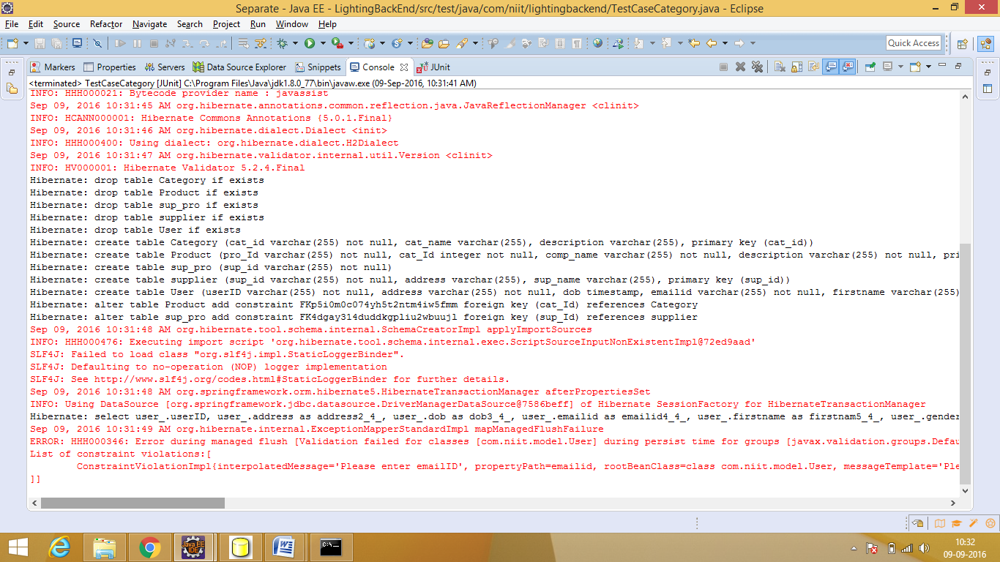 Separate - Java EE - LightingBackEnd/src/test/java/com/niit/lightingbackend/TestCaseCategory.java - Eclipse
File Edit Source Refactor Navigate Search Project Run Window Help
Quick Access
Markers Properties Servers Data Source Explorer Snippets Console JUnit
<terminated> TestCaseCategory [JUnit] C:\Program Files\Java\jdk1.8.0_77\bin\javaw.exe (09-Sep-2016, 10:31:41 AM)
INFO: HHH000021: Bytecode provider name : javassist
Sep 09, 2016 10:31:45 AM org.hibernate.annotations.common.reflection.java.JavaReflectionManager <clinit>
INFO: HCANN000001: Hibernate Commons Annotations {5.0.1.Final}
Sep 09, 2016 10:31:46 AM org.hibernate.dialect.Dialect <init>
INFO: HHH000400: Using dialect: org.hibernate.dialect.H2Dialect
Sep 09, 2016 10:31:47 AM org.hibernate.validator.internal.util.Version <clinit>
INFO: HV000001: Hibernate Validator 5.2.4.Final
Hibernate: drop table Category if exists
Hibernate: drop table Product if exists
Hibernate: drop table sup_pro if exists
Hibernate: drop table supplier if exists
Hibernate: drop table User if exists
Hibernate: create table Category (cat_id varchar(255) not null, cat_name varchar(255), description varchar(255), primary key (cat_id))
Hibernate: create table Product (pro_Id varchar(255) not null, cat_Id integer not null, comp_name varchar(255) not null, description varchar(255) not null, pri
Hibernate: create table sup_pro (sup_id varchar(255) not null)
Hibernate: create table supplier (sup_id varchar(255) not null, address varchar(255), sup_name varchar(255), primary key (sup_id))
Hibernate: create table User (userID varchar(255) not null, address varchar(255) not null, dob timestamp, emailid varchar(255) not null, firstname varchar(255)
Hibernate: alter table Product add constraint FKp5i0m0c074yh5t2ntm4iw5fmm foreign key (cat_Id) references Category
Hibernate: alter table sup_pro add constraint FK4dgay314duddkgpliu2wbuujl foreign key (sup_Id) references supplier
Sep 09, 2016 10:31:48 AM org.hibernate.tool.schema.internal.SchemaCreatorImpl applyImportSources
INFO: HHH000476: Executing import script 'org.hibernate.tool.schema.internal.exec.ScriptSourceInputNonExistentImpl@72ed9aad'
SLF4J: Failed to load class "org.slf4j.impl.StaticLoggerBinder".
SLF4J: Defaulting to no-operation (NOP) logger implementation
SLF4J: See http://www.slf4j.org/codes.html#StaticLoggerBinder for further details.
Sep 09, 2016 10:31:48 AM org.springframework.orm.hibernate5.HibernateTransactionManager afterPropertiesSet
INFO: Using DataSource [org.springframework.jdbc.datasource.DriverManagerDataSource@7586beff] of Hibernate SessionFactory for HibernateTransactionManager
Hibernate: select user_.userID, user_.address as address2_4_, user_.dob as dob3_4_, user_.emailid as emailid4_4_, user_.firstname as firstnam5_4_, user_.gender
Sep 09, 2016 10:31:49 AM org.hibernate.internal.ExceptionMapperStandardImpl mapManagedFlushFailure
ERROR: HHH000346: Error during managed flush [Validation failed for classes [com.niit.model.User] during persist time for groups [javax.validation.groups.Defau
List of constraint violations:[
ConstraintViolationImpl{interpolatedMessage='Please enter emailID', propertyPath=emailid, rootBeanClass=class com.niit.model.User, messageTemplate='Ple
]]
Java EE IDE
10:32
09-09-2016